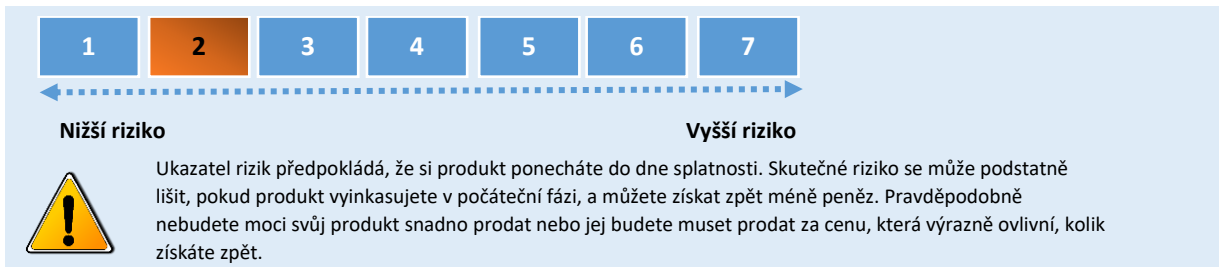 1 2 3 4 5 6 7
Nižší riziko Vyšší riziko
Ukazatel rizik předpokládá, že si produkt ponecháte do dne splatnosti. Skutečné riziko se může podstatně
lišit, pokud produkt vyinkasujete v počáteční fázi, a můžete získat zpět méně peněz. Pravděpodobně
nebudete moci svůj produkt snadno prodat nebo jej budete muset prodat za cenu, která výrazně ovlivní, kolik
získáte zpět.